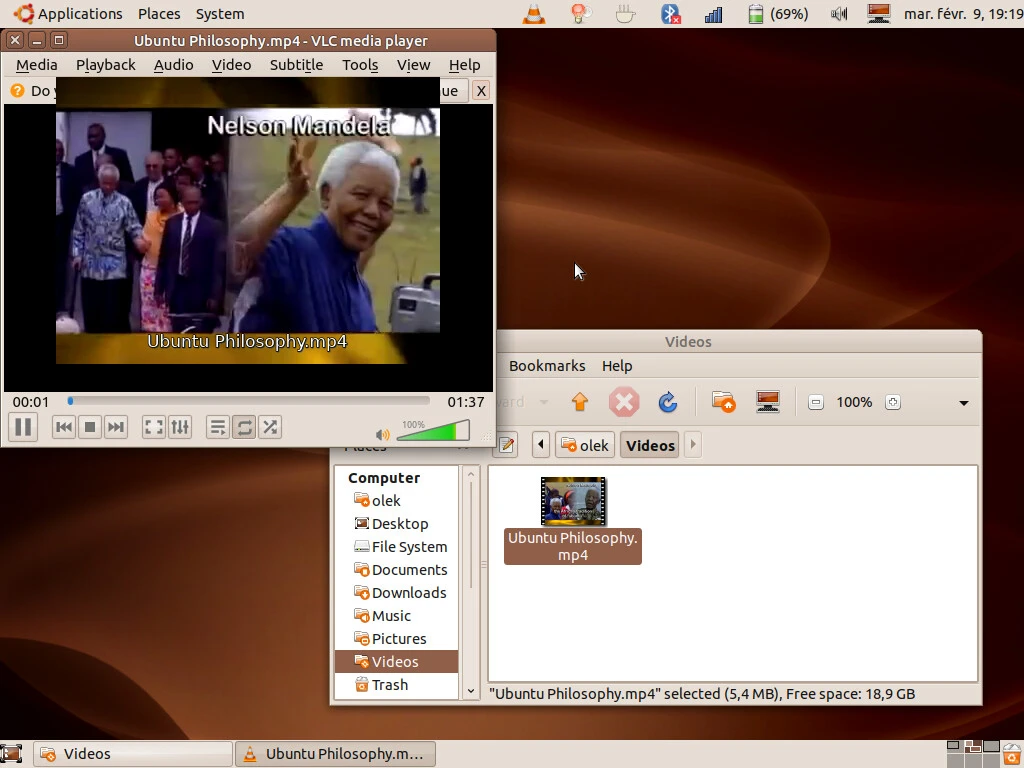 Applications Places System (69%) mar. févr. 9, 19:19
Ubuntu Philosophy.mp4 - VLC media player
Media Playback Audio Video Subtitle Tools View Help
X
Nelson Mandela
Ubuntu Philosophy.mp4
00:01 01:37
100%
Videos
Bookmarks Help
100%
olek Videos
Places
Computer
olek
Desktop
File System
Documents
Downloads
Music
Pictures
Videos
Trash
Ubuntu Philosophy.
mp4
"Ubuntu Philosophy.mp4" selected (5,4 MB), Free space: 18,9 GB
Videos Ubuntu Philosophy.m...